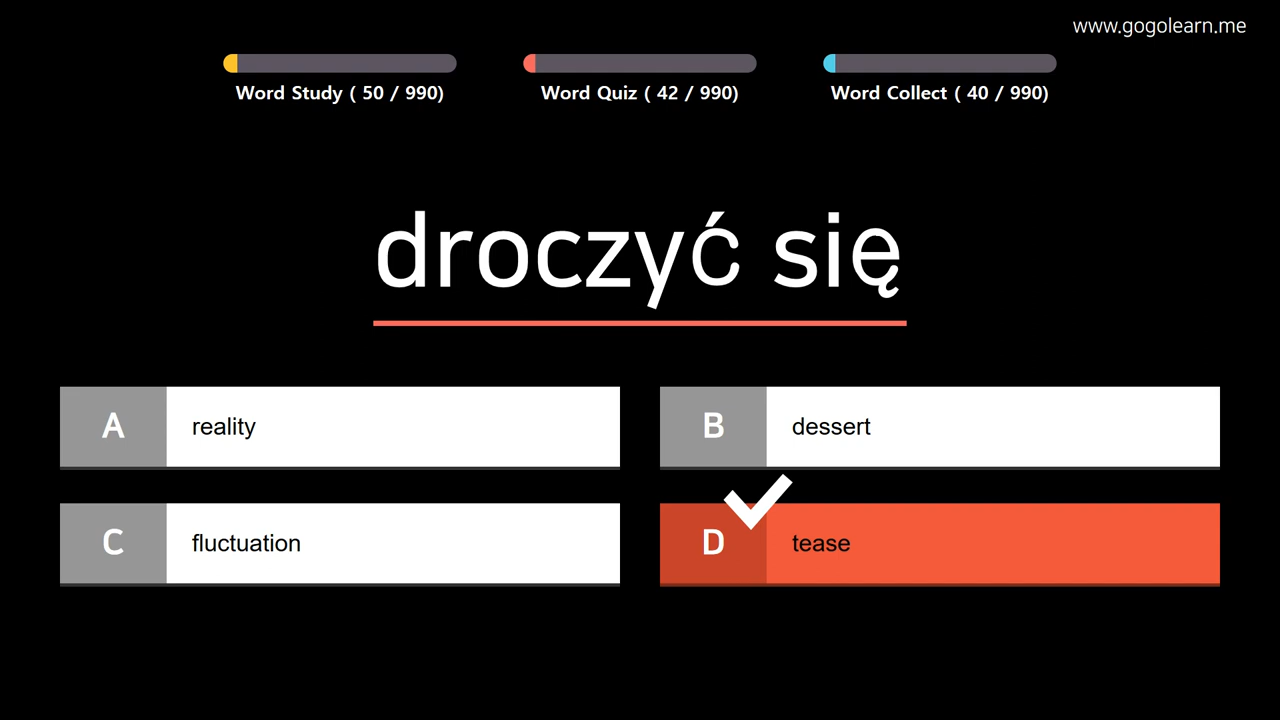 www.gogolearn.me
Word Study ( 50 / 990)
Word Quiz ( 42 / 990)
Word Collect ( 40 / 990)
droczyć się
A reality
B dessert
C fluctuation
D tease